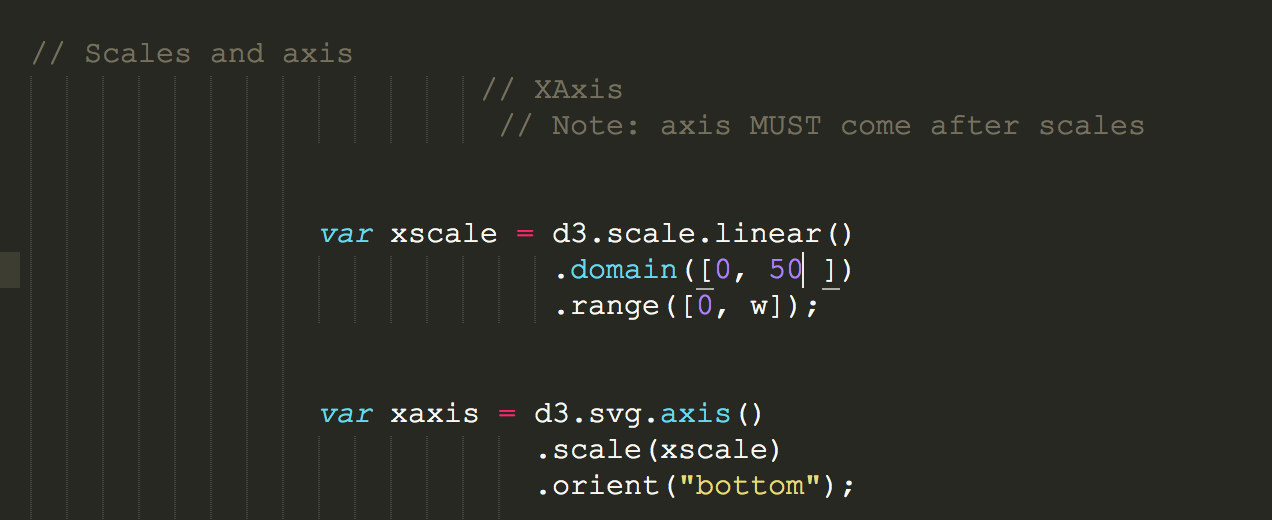 // Scales and axis
// XAxis
// Note: axis MUST come after scales
var xscale = d3.scale.linear()
.domain([0, 50 ])
.range([0, w]);
var xaxis = d3.svg.axis()
.scale(xscale)
.orient("bottom");